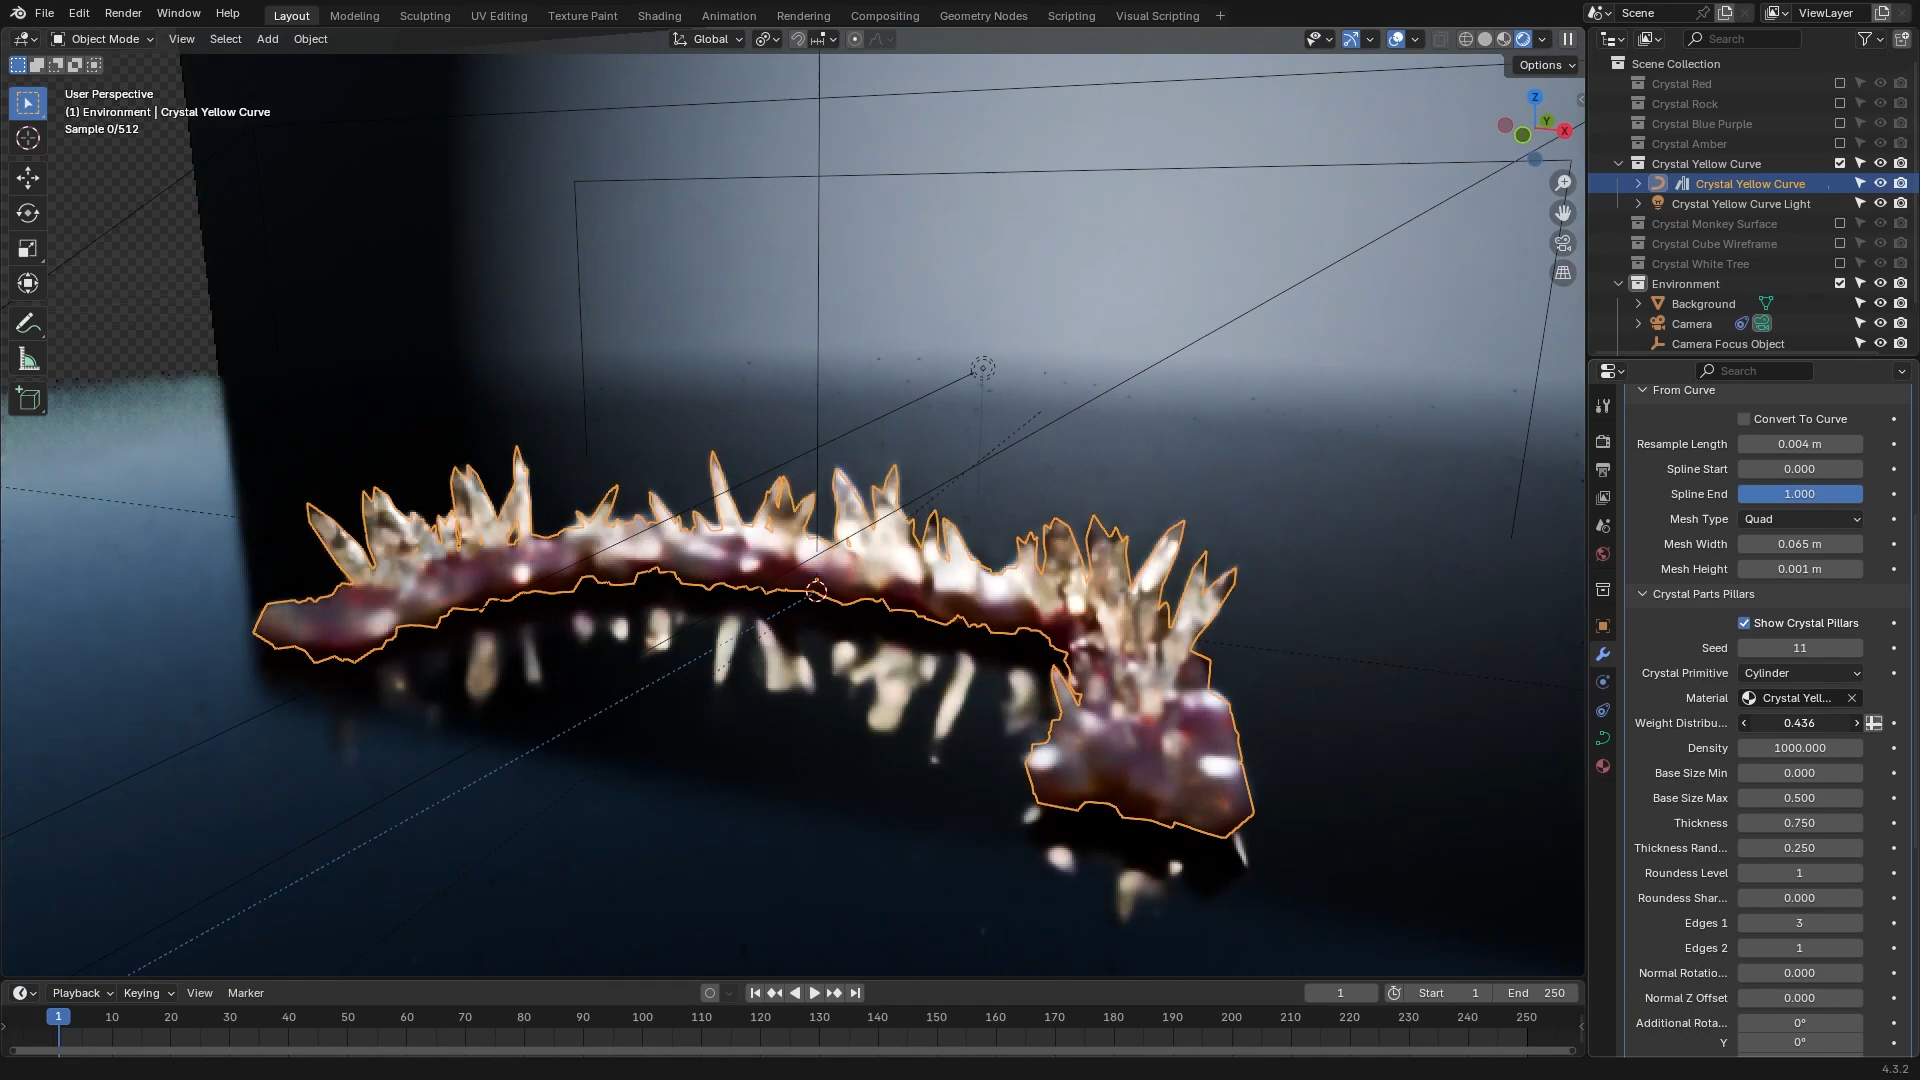 File Edit Render Window Help Layout Modeling Sculpting UV Editing Texture Paint Shading Animation Rendering Compositing Geometry Nodes Scripting Visual Scripting + Scene ViewLayer
Object Mode View Select Add Object Global Search
Options
User Perspective
(1) Environment | Crystal Yellow Curve
Sample 0/512
Z
Y
X
Scene Collection
Crystal Red
Crystal Rock
Crystal Blue Purple
Crystal Amber
Crystal Yellow Curve
Crystal Yellow Curve
Crystal Yellow Curve Light
Crystal Monkey Surface
Crystal Cube Wireframe
Crystal White Tree
Environment
Background
Camera
Camera Focus Object
Search
From Curve
Convert To Curve
Resample Length 0.004 m
Spline Start 0.000
Spline End 1.000
Mesh Type Quad
Mesh Width 0.065 m
Mesh Height 0.001 m
Crystal Parts Pillars
Show Crystal Pillars
Seed 11
Crystal Primitive Cylinder
Material Crystal Yell...
Weight Distribu... 0.436
Density 1000.000
Base Size Min 0.000
Base Size Max 0.500
Thickness 0.750
Thickness Rand... 0.250
Roundess Level 1
Roundess Shar... 0.000
Edges 1 3
Edges 2 1
Normal Rotatio... 0.000
Normal Z Offset 0.000
Additional Rota... 0°
Y 0°
Playback Keying View Marker 1 Start 1 End 250
1 10 20 30 40 50 60 70 80 90 100 110 120 130 140 150 160 170 180 190 200 210 220 230 240 250
4.3.2